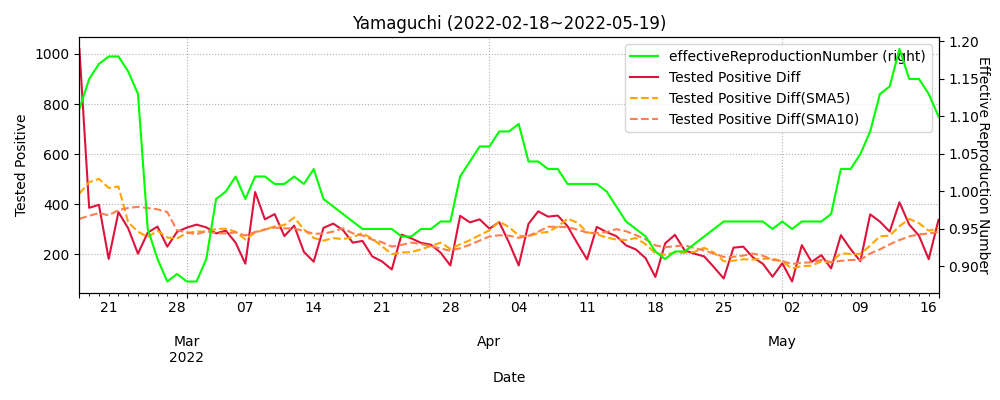 Yamaguchi (2022-02-18~2022-05-19)
effectiveReproductionNumber (right)
Tested Positive Diff
Tested Positive Diff(SMA5)
Tested Positive Diff(SMA10)
Tested Positive
1000
800
600
400
200
Effective Reproduction Number
1.20
1.15
1.10
1.05
1.00
0.95
0.90
21 28 07 14 21 28 04 11 18 25 02 09 16
Mar Apr May
2022
Date